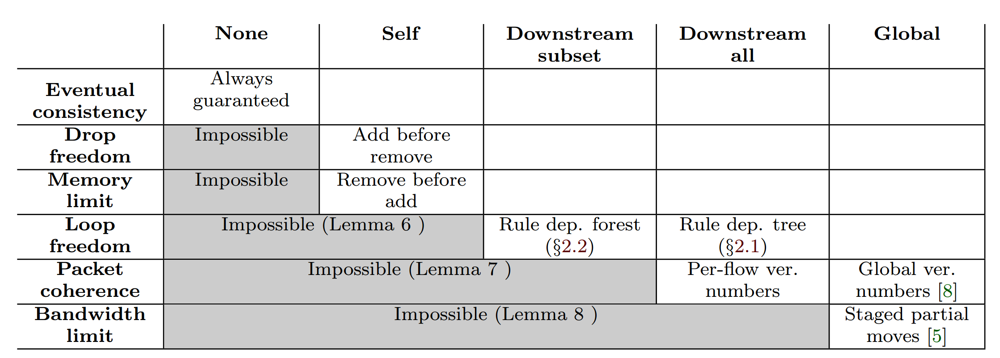 None
Self
Downstream
subset
Downstream
all
Global
Eventual
consistency
Always
guaranteed
Drop
freedom
Impossible
Add before
remove
Memory
limit
Impossible
Remove before
add
Loop
freedom
Impossible (Lemma 6 )
Rule dep. forest
(§2.2)
Rule dep. tree
(§2.1)
Packet
coherence
Impossible (Lemma 7 )
Per-flow ver.
numbers
Global ver.
numbers [8]
Bandwidth
limit
Impossible (Lemma 8 )
Staged partial
moves [5]